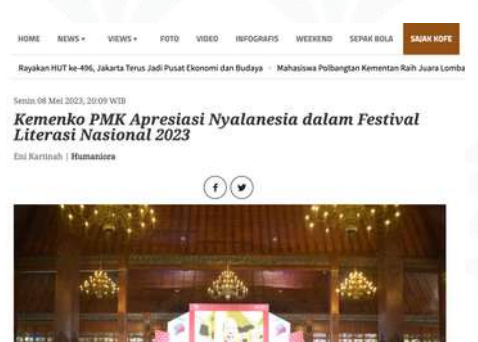 HOME NEWS VIEWS FOTO VIDEO INFOGRAFIS WEEKEND SEPAK BOLA SAJAK KOFE
Rayakan HUT ke-496, Jakarta Terus Jadi Pusat Ekonomi dan Budaya Mahasiswa Polbangtan Kementan Raih Juara Lomba
Senin 08 Mei 2023, 20:09 WIB
Kemenko PMK Apresiasi Nyalanesia dalam Festival
Literasi Nasional 2023
Eni Kartinah | Humaniora